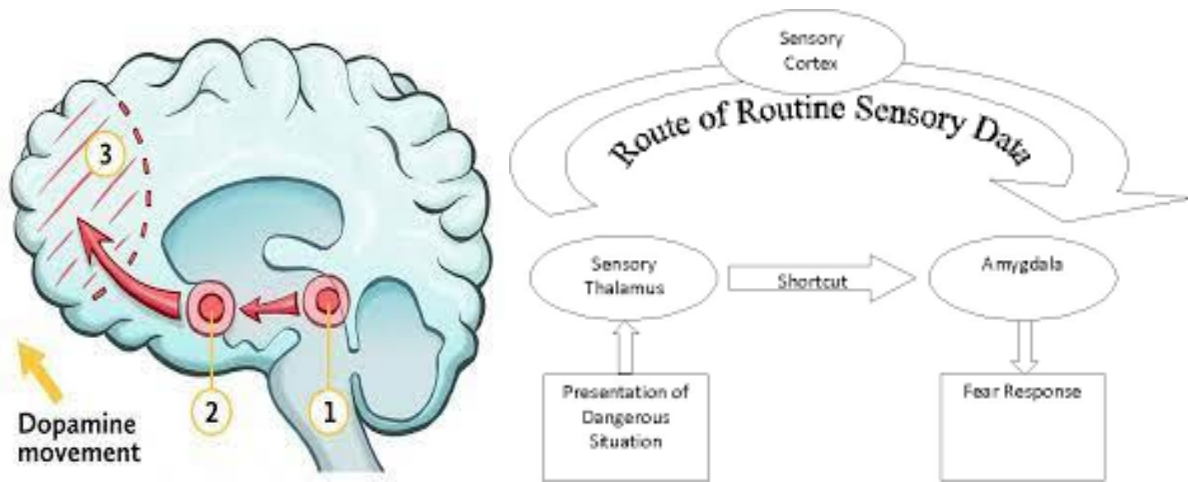 3
2
1
Dopamine
movement
Sensory
Cortex
Route of Routine Sensory Data
Sensory
Thalamus
Shortcut
Amygdala
Presentation of
Dangerous
Situation
Fear Response